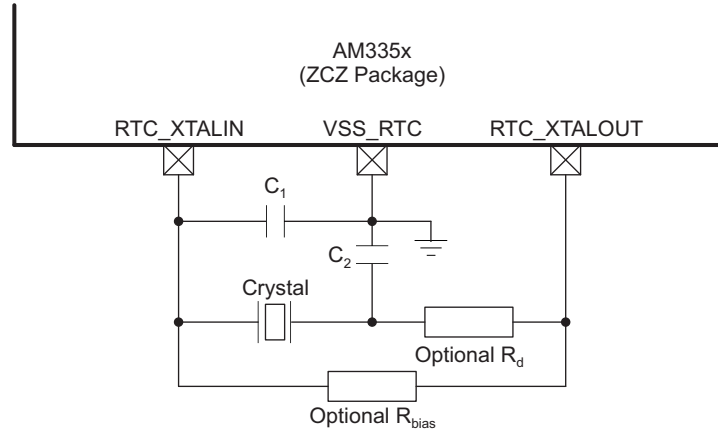 AM335x
(ZCZ Package)
RTC_XTALIN VSS_RTC RTC_XTALOUT
C1
C2
Crystal
Optional Rd
Optional Rbias